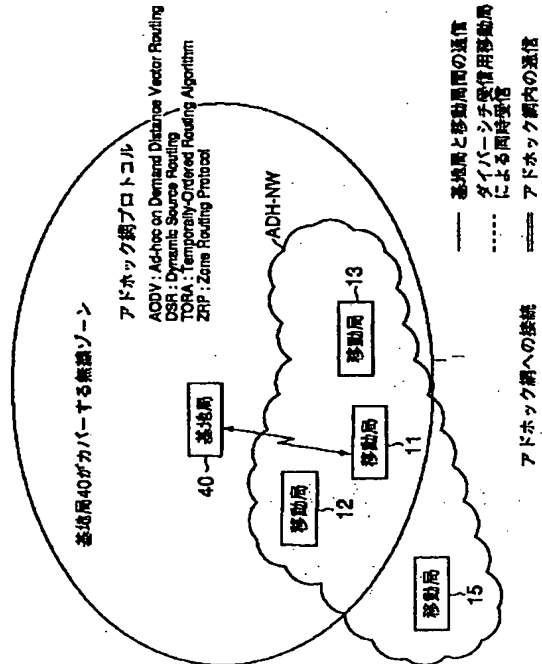 基地局40がカバーする無線ゾーン
アドホック網プロトコル
AODV : Ad-hoc on Demand Distance Vector Routing
DSR : Dynamic Source Routing
TORA : Temporally-Ordered Routing Algorithm
ZRP : Zone Routing Protocol
ADH-NW
40
基地局
移動局
13
移動局
11
移動局
12
移動局
15
基地局と移動局間の通信
ダイバーシチ受信用移動局
による同時受信
アドホック網内の通信
アドホック網への接続